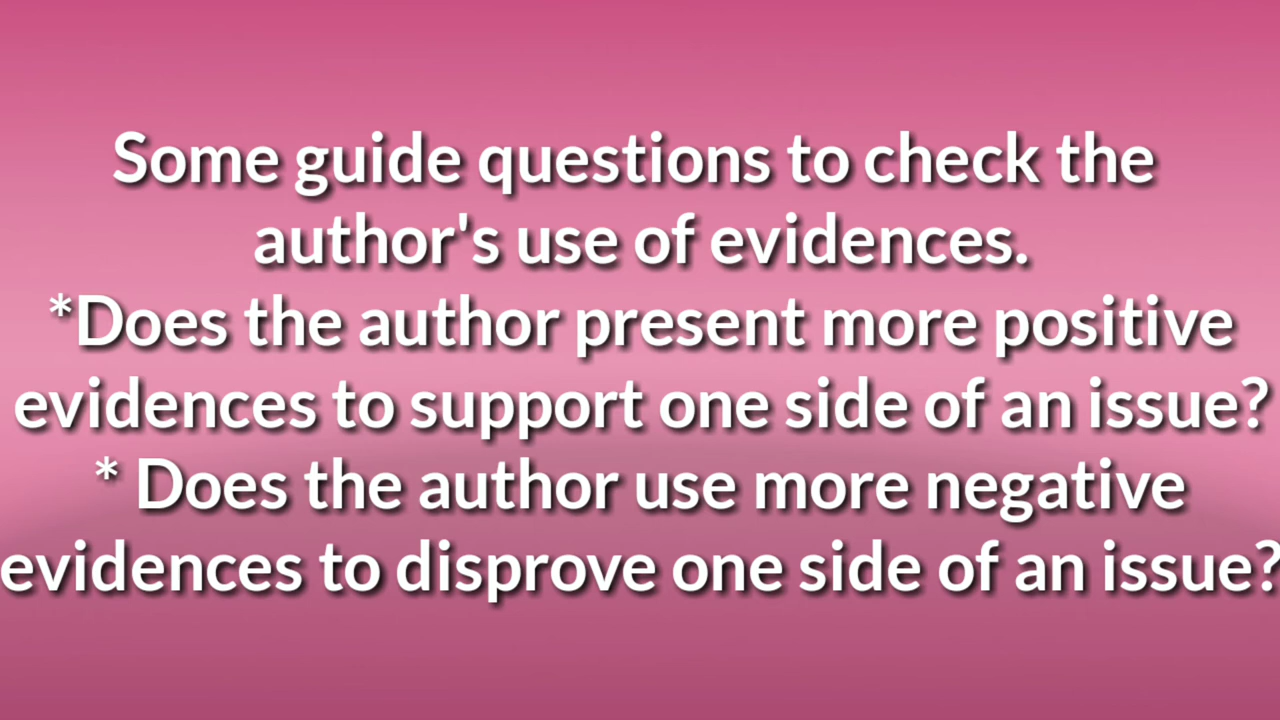 Some guide questions to check the
author's use of evidences.
*Does the author present more positive
evidences to support one side of an issue?
* Does the author use more negative
evidences to disprove one side of an issue?